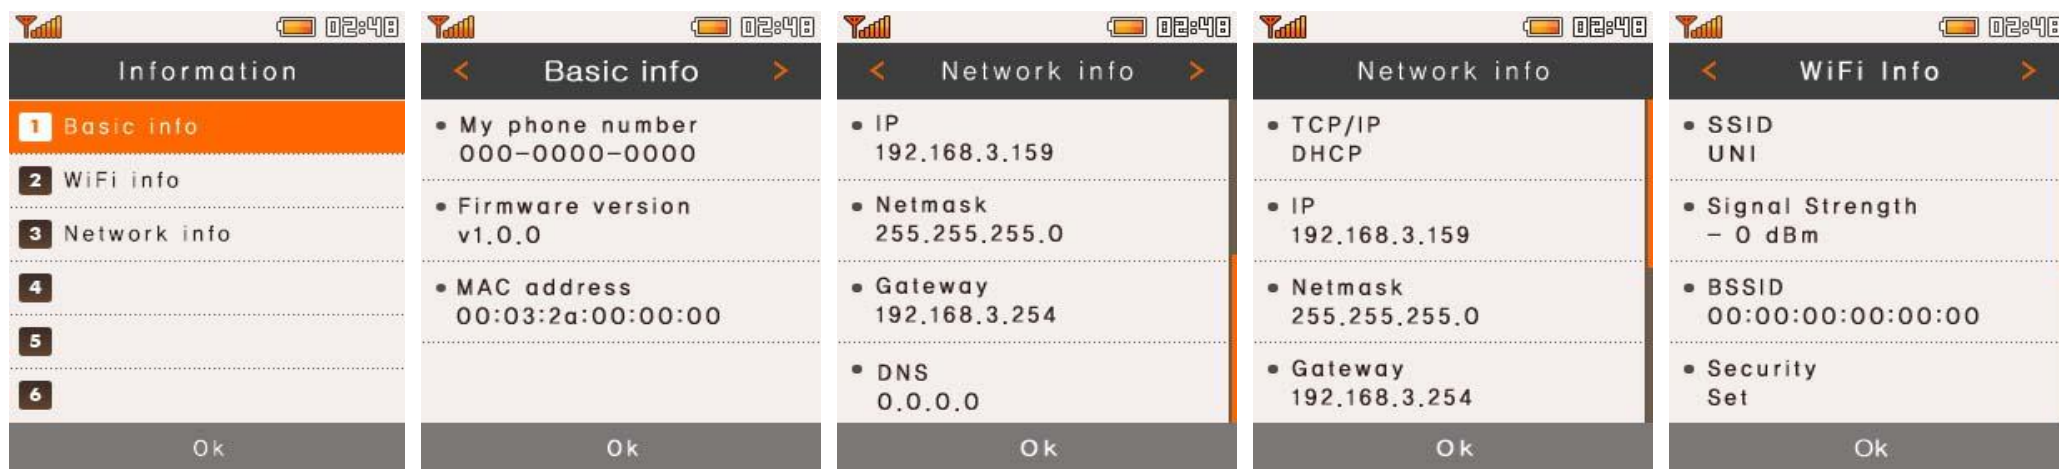 02:48
Information
1 Basic info
2 WiFi info
3 Network info
4
5
6
Ok
02:48
< Basic info >
• My phone number
000-0000-0000
• Firmware version
v1.0.0
• MAC address
00:03:2a:00:00:00
Ok
02:48
< Network info >
• IP
192.168.3.159
• Netmask
255.255.255.0
• Gateway
192.168.3.254
• DNS
0.0.0.0
Ok
02:48
Network info
• TCP/IP
DHCP
• IP
192.168.3.159
• Netmask
255.255.255.0
• Gateway
192.168.3.254
Ok
02:48
< WiFi Info >
• SSID
UNI
• Signal Strength
- 0 dBm
• BSSID
00:00:00:00:00:00
• Security
Set
Ok